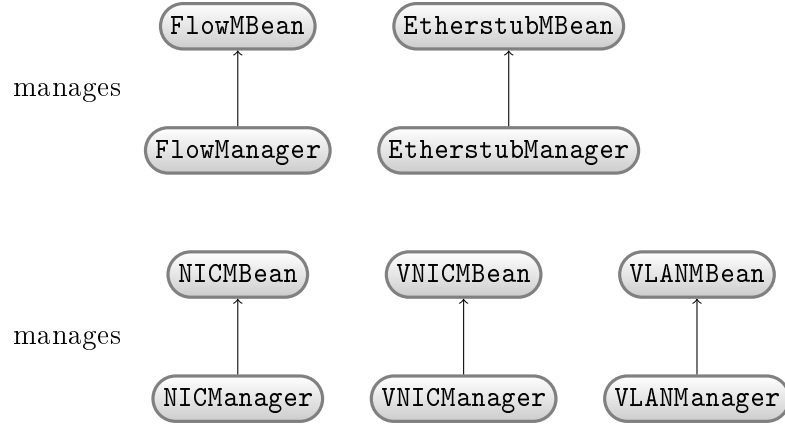 FlowMBean EtherstubMBean
manages
FlowManager EtherstubManager
NICMBean VNICMBean VLANMBean
manages
NICManager VNICManager VLANManager